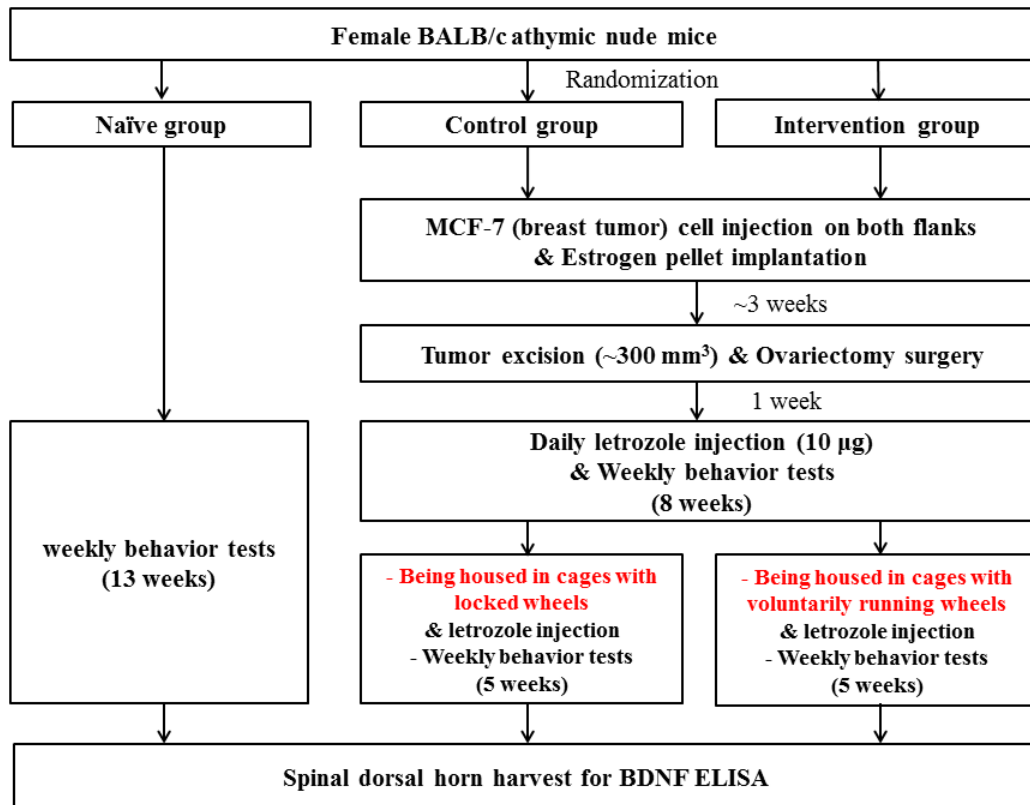 Female BALB/c athymic nude mice
Randomization
Naïve group
Control group
Intervention group
MCF-7 (breast tumor) cell injection on both flanks
& Estrogen pellet implantation
~3 weeks
Tumor excision (~300 mm³) & Ovariectomy surgery
1 week
Daily letrozole injection (10 µg)
& Weekly behavior tests
(8 weeks)
weekly behavior tests
(13 weeks)
- Being housed in cages with
locked wheels
& letrozole injection
- Weekly behavior tests
(5 weeks)
- Being housed in cages with
voluntarily running wheels
& letrozole injection
- Weekly behavior tests
(5 weeks)
Spinal dorsal horn harvest for BDNF ELISA